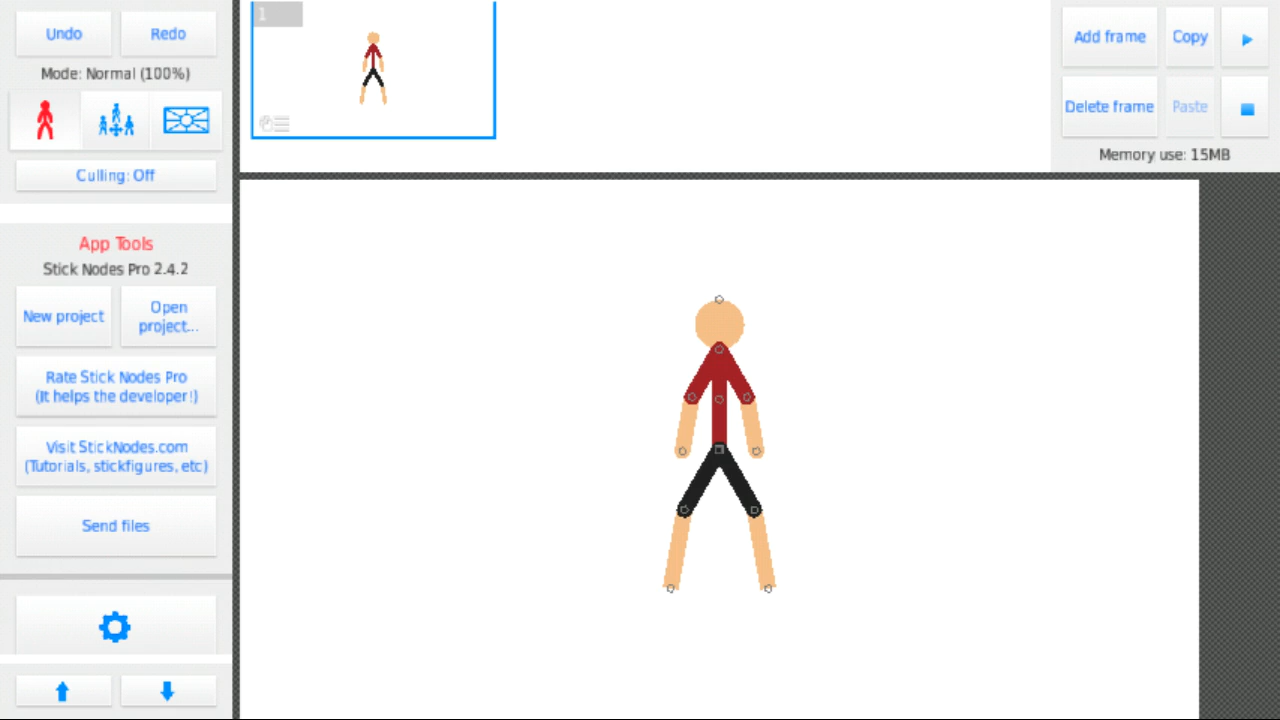 Undo
Redo
Mode: Normal (100%)
Culling: Off
App Tools
Stick Nodes Pro 2.4.2
New project
Open
project...
Rate Stick Nodes Pro
(It helps the developer!)
Visit StickNodes.com
(Tutorials, stickfigures, etc)
Send files
1
Add frame
Copy
Delete frame
Paste
Memory use: 15MB